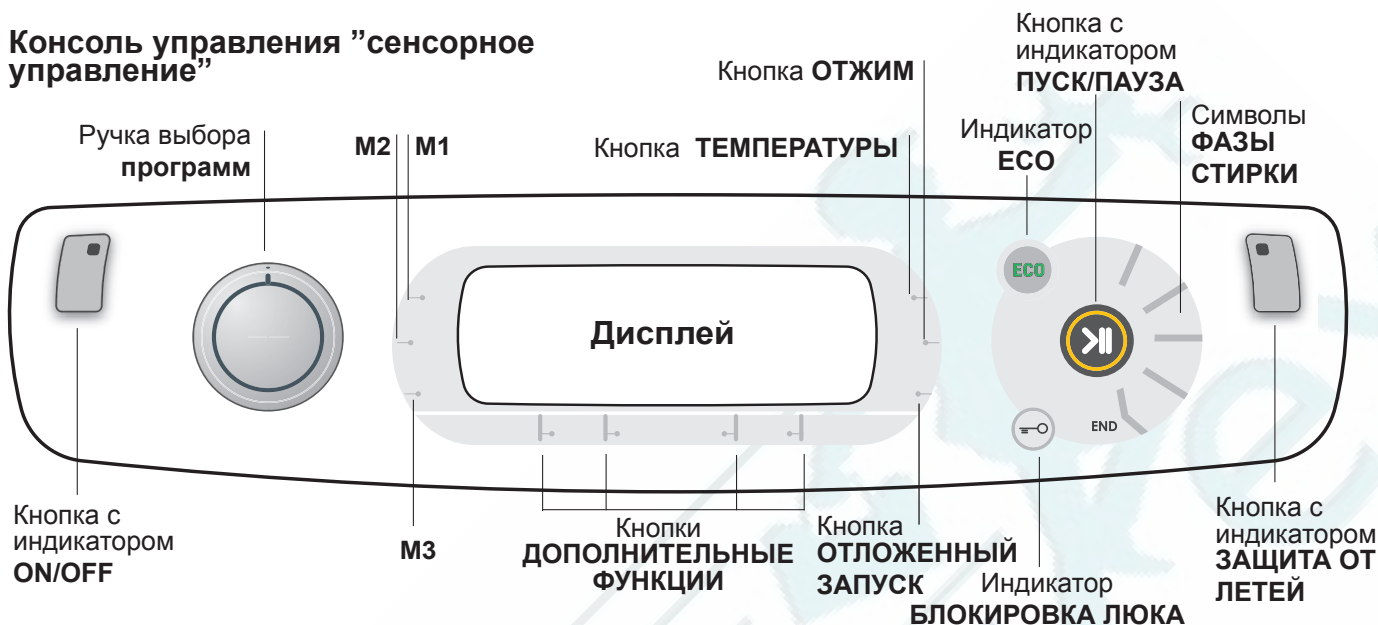 Консоль управления ”сенсорное
управление”
Кнопка с
индикатором
ПУСК/ПАУЗА
Кнопка ОТЖИМ
Символы
ФАЗЫ
СТИРКИ
Индикатор
ECO
Ручка выбора
программ
M2 M1
Кнопка ТЕМПЕРАТУРЫ
ECO
Дисплей
END
Кнопка с
индикатором
ON/OFF
M3
Кнопки
ДОПОЛНИТЕЛЬНЫЕ
ФУНКЦИИ
Кнопка
ОТЛОЖЕННЫЙ
ЗАПУСК
Индикатор
БЛОКИРОВКА ЛЮКА
Кнопка с
индикатором
ЗАЩИТА ОТ
ЛЕТЕЙ